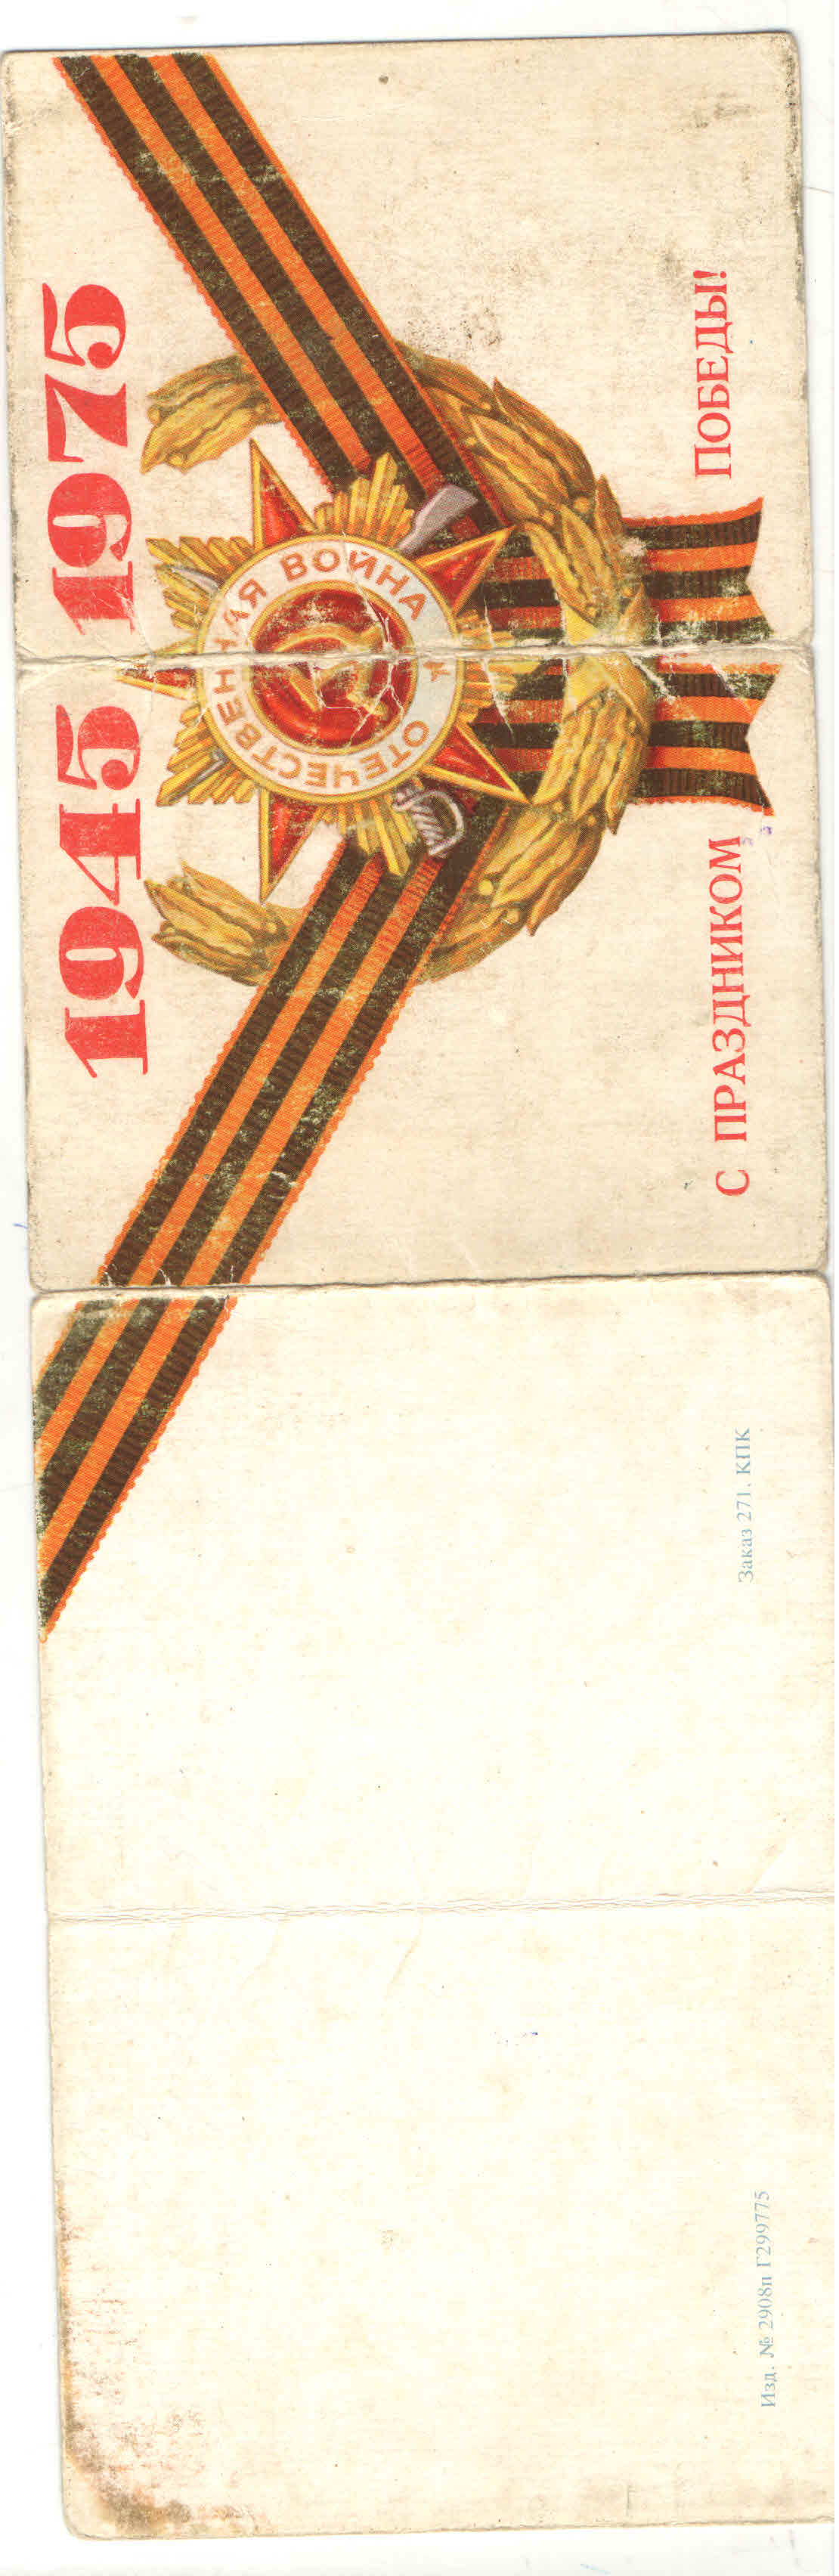 1945 1975
ОТЕЧЕСТВЕННАЯ ВОЙНА
С ПРАЗДНИКОМ ПОБЕДЫ!
Изд. № 2908п Г299775
Заказ 271. КПК